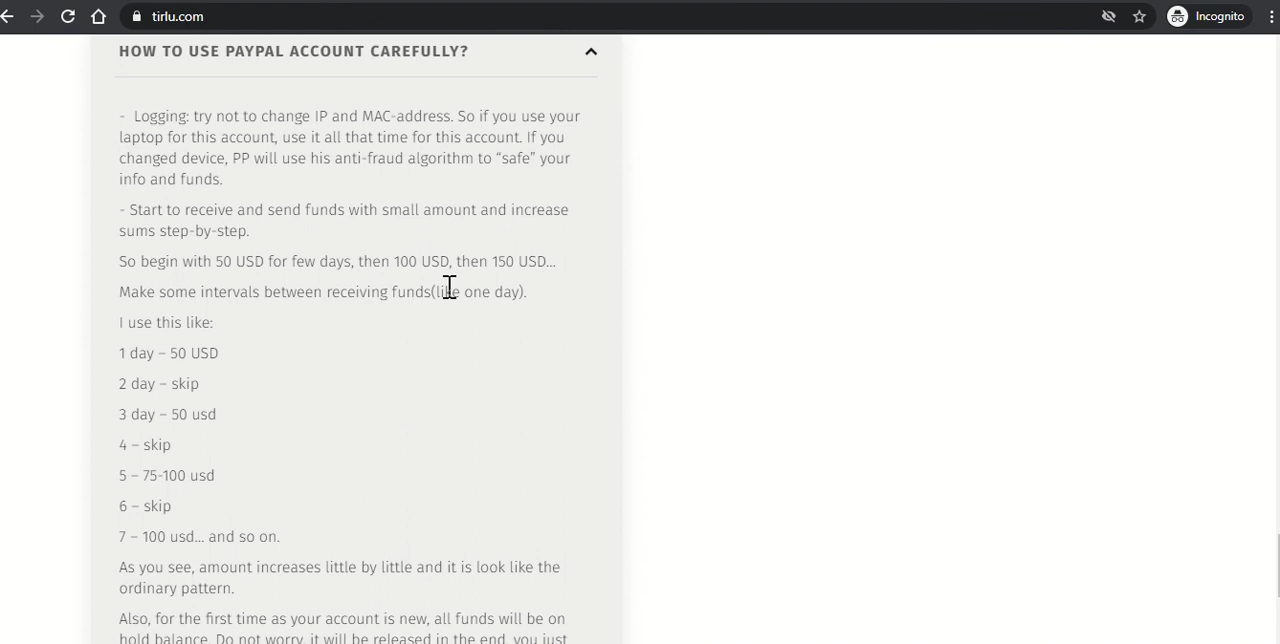 tirlu.com
Incognito
HOW TO USE PAYPAL ACCOUNT CAREFULLY?
- Logging: try not to change IP and MAC-address. So if you use your
laptop for this account, use it all that time for this account. If you
changed device, PP will use his anti-fraud algorithm to “safe” your
info and funds.
- Start to receive and send funds with small amount and increase
sums step-by-step.
So begin with 50 USD for few days, then 100 USD, then 150 USD...
Make some intervals between receiving funds(like one day).
I use this like:
1 day – 50 USD
2 day – skip
3 day – 50 usd
4 – skip
5 – 75-100 usd
6 – skip
7 – 100 usd... and so on.
As you see, amount increases little by little and it is look like the
ordinary pattern.
Also, for the first time as your account is new, all funds will be on
hold balance. Do not worry, it will be released in the end, you just